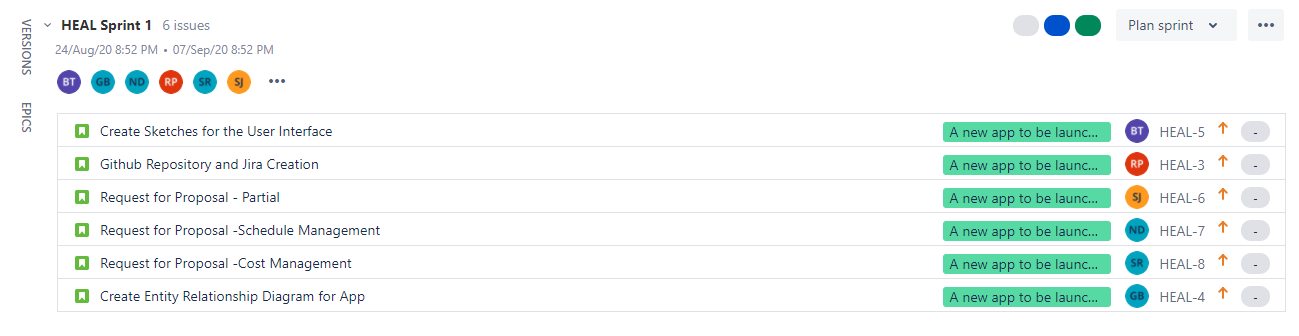 VERSIONS
EPICS
HEAL Sprint 1 6 issues
Plan sprint
24/Aug/20 8:52 PM • 07/Sep/20 8:52 PM
BT GB ND RP SR SJ •••
Create Sketches for the User Interface A new app to be launc... BT HEAL-5 -
Github Repository and Jira Creation A new app to be launc... RP HEAL-3 -
Request for Proposal - Partial A new app to be launc... SJ HEAL-6 -
Request for Proposal -Schedule Management A new app to be launc... ND HEAL-7 -
Request for Proposal -Cost Management A new app to be launc... SR HEAL-8 -
Create Entity Relationship Diagram for App A new app to be launc... GB HEAL-4 -